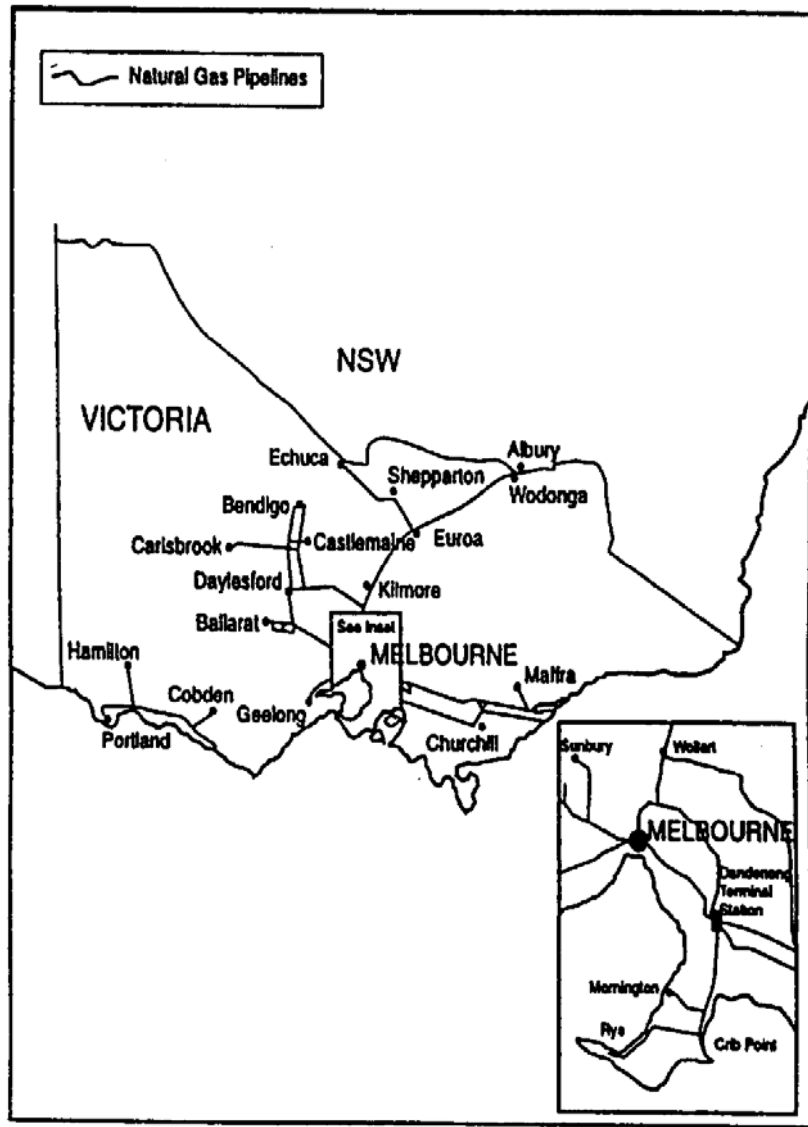 Natural Gas Pipelines
NSW
VICTORIA
Echuca
Albury
Shepparton
Wodonga
Bendigo
Carisbrook
Castlemaine
Euroa
Daylesford
Kilmore
Ballarat
See Inset
Hamilton
MELBOURNE
Maffra
Cobden
Geelong
Portland
Churchill
Sunbury
Wollert
MELBOURNE
Dandenong
Terminal
Station
Mornington
Rye
Crib Point